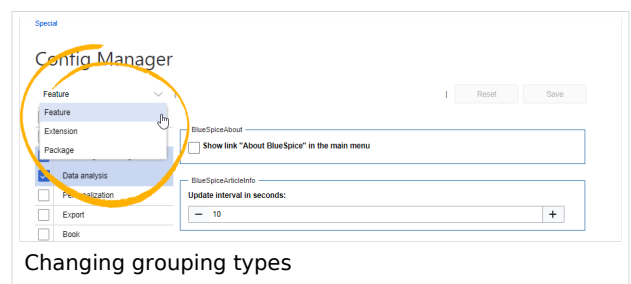 Special
Config Manager
Feature
Reset Save
Feature
Extension
Package
Data analysis
Personalization
Export
Book
BlueSpiceAbout
Show link "About BlueSpice" in the main menu
BlueSpiceArticleInfo
Update interval in seconds:
− 10 +
Changing grouping types